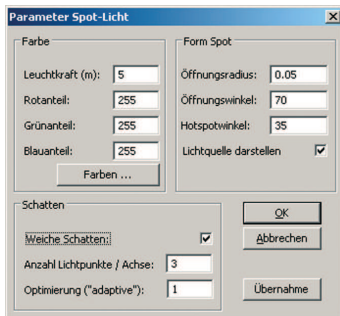 Parameter Spot-Licht
Farbe
Leuchtkraft (m): 5
Rotanteil: 255
Grünanteil: 255
Blauanteil: 255
Farben ...
Form Spot
Öffnungsradius: 0.05
Öffnungswinkel: 70
Hotspotwinkel: 35
Lichtquelle darstellen
Schatten
Weiche Schatten:
Anzahl Lichtpunkte / Achse: 3
Optimierung ("adaptive"): 1
OK
Abbrechen
Übernahme